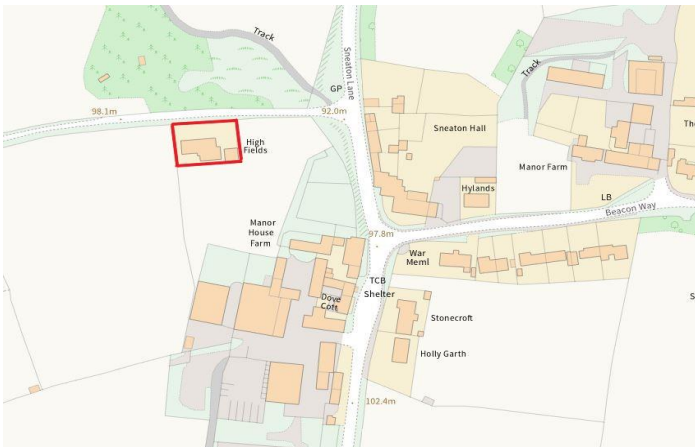 Track
Sneaton Lane
GP
98.1m
92.0m
High
Fields
Sneaton Hall
Track
Manor Farm
Th
Hylands
LB
Beacon Way
Manor
House
Farm
97.8m
War
Meml
TCB
Shelter
Dove
Cott
Stonecroft
Holly Garth
102.4m
S